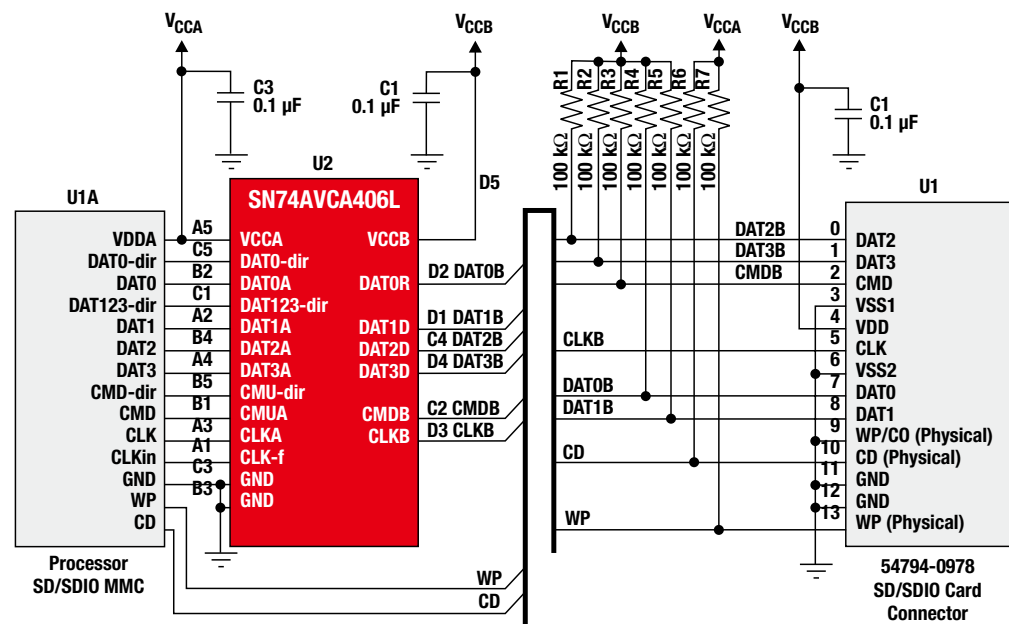 VCCA
VCCB
VCCB
VCCA
VCCB
C3
0.1 µF
C1
0.1 µF
R1
R2
R3
R4
R5
R6
R7
100 kΩ
100 kΩ
100 kΩ
100 kΩ
100 kΩ
100 kΩ
100 kΩ
C1
0.1 µF
U1A
VDDA
DAT0-dir
DAT0
DAT123-dir
DAT1
DAT2
DAT3
CMD-dir
CMD
CLK
CLKin
GND
WP
CD
Processor
SD/SDIO MMC
A5
C5
B2
C1
A2
B4
A4
B5
B1
A3
A1
C3
B3
U2
SN74AVCA406L
VCCA
DAT0-dir
DAT0A
DAT123-dir
DAT1A
DAT2A
DAT3A
CMU-dir
CMUA
CLKA
CLK-f
GND
GND
VCCB
DAT0R
DAT1D
DAT2D
DAT3D
CMDB
CLKB
D5
D2 DAT0B
D1 DAT1B
C4 DAT2B
D4 DAT3B
C2 CMDB
D3 CLKB
WP
CD
DAT2B
DAT3B
CMDB
CLKB
DAT0B
DAT1B
CD
WP
0
1
2
3
4
5
6
7
8
9
10
11
12
13
U1
DAT2
DAT3
CMD
VSS1
VDD
CLK
VSS2
DAT0
DAT1
WP/CO (Physical)
CD (Physical)
GND
GND
WP (Physical)
54794-0978
SD/SDIO Card
Connector